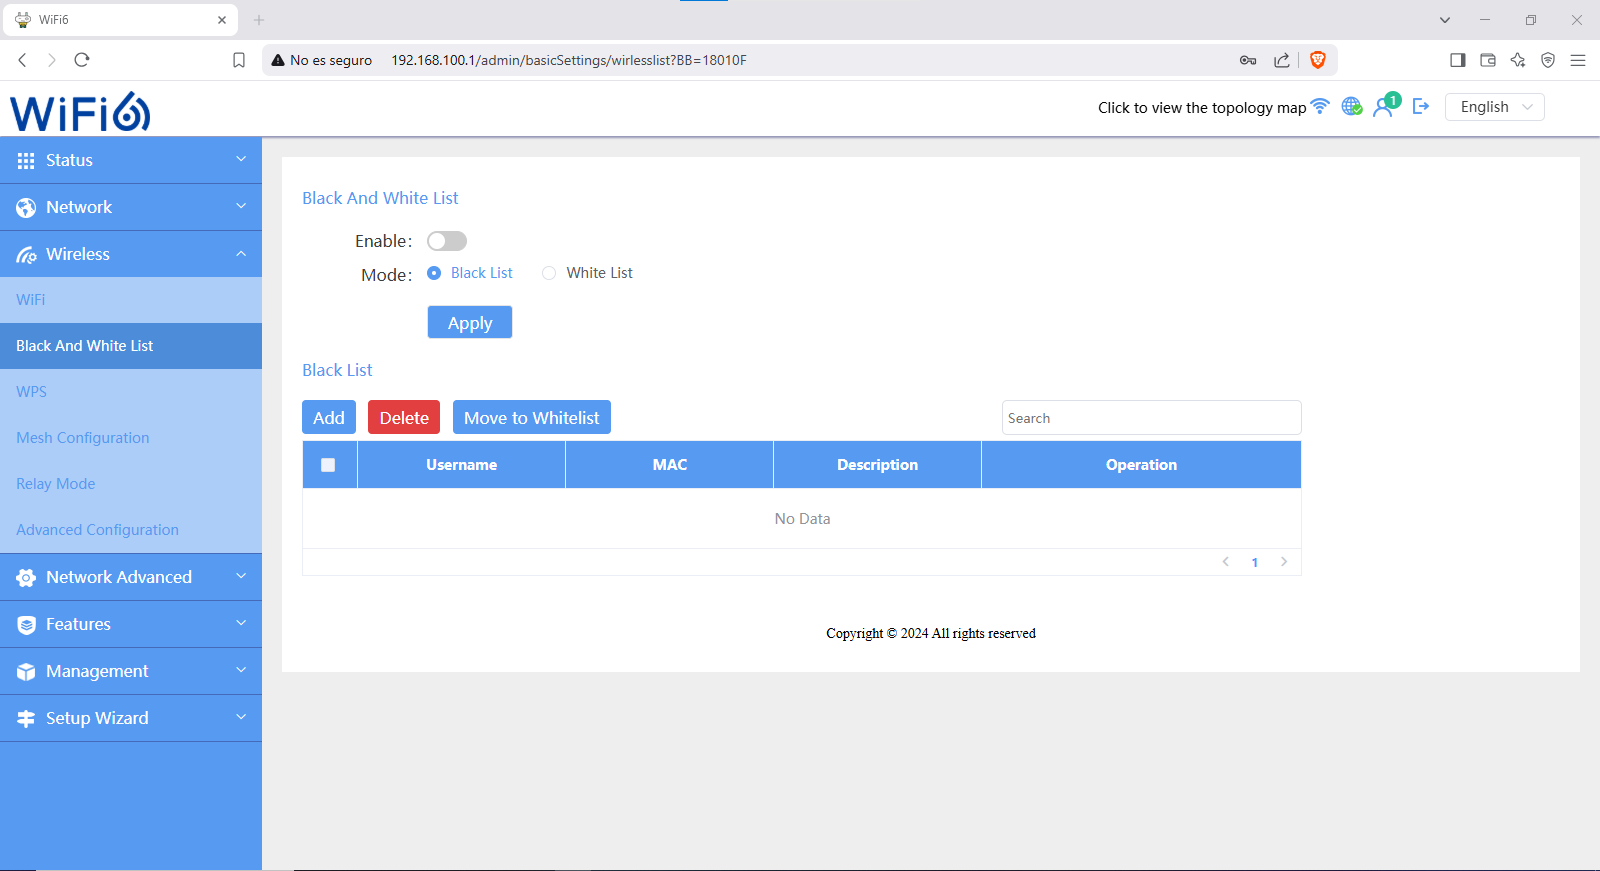 WiFi6
No es seguro 192.168.100.1/admin/basicSettings/wirlesslist?BB=18010F
WiFi6
Click to view the topology map 1 English
Status
Network
Wireless
WiFi
Black And White List
WPS
Mesh Configuration
Relay Mode
Advanced Configuration
Network Advanced
Features
Management
Setup Wizard
Black And White List
Enable:
Mode: Black List White List
Apply
Black List
Add Delete Move to Whitelist Search
Username MAC Description Operation
No Data
1
Copyright © 2024 All rights reserved